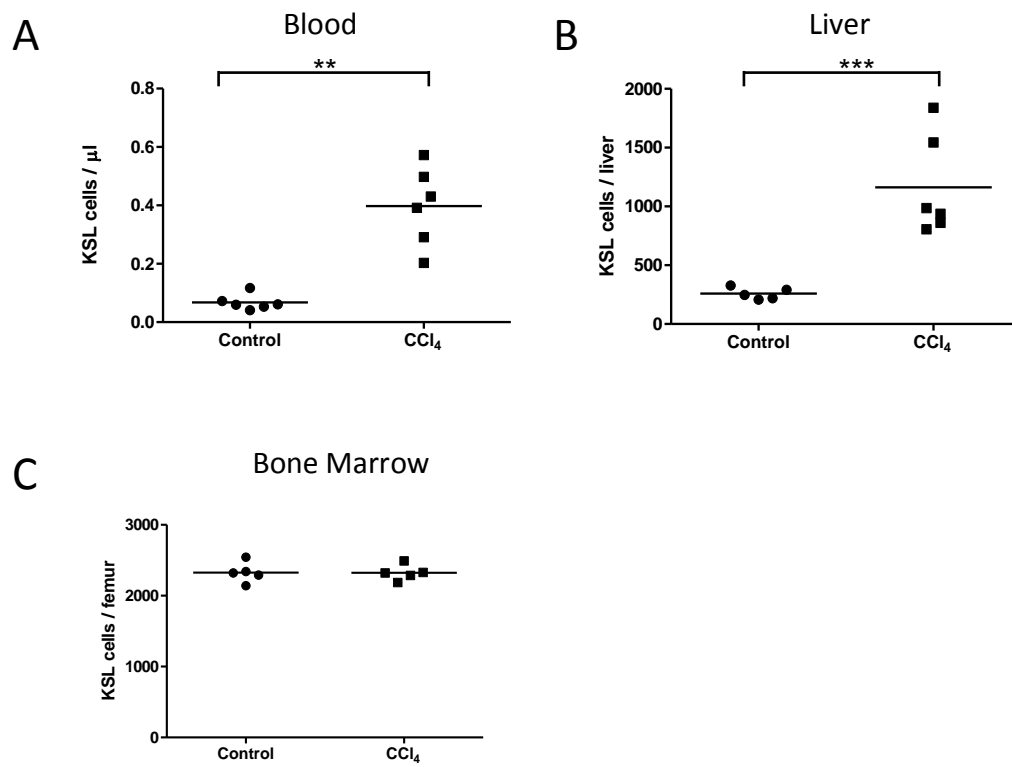 A
Blood
**
0.8
0.6
0.4
0.2
0.0
KSL cells / μl
Control
CCl₄
B
Liver
***
2000
1500
1000
500
0
KSL cells / liver
Control
CCl₄
C
Bone Marrow
3000
2000
1000
0
KSL cells / femur
Control
CCl₄